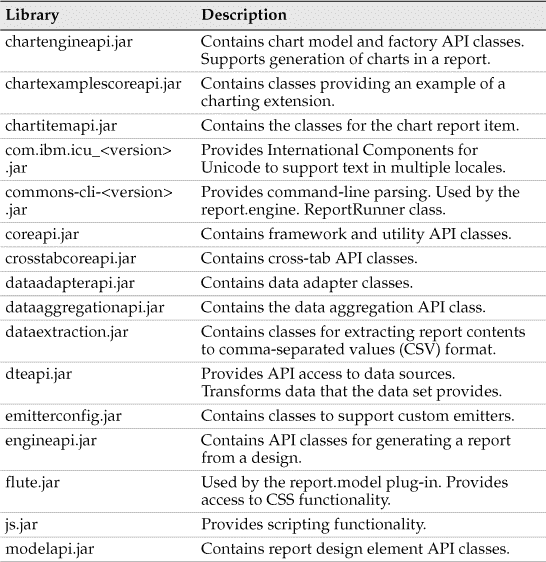 Library Description
chartengineapi.jar Contains chart model and factory API classes.
Supports generation of charts in a report.
chartexamplescoreapi.jar Contains classes providing an example of a
charting extension.
chartitemapi.jar Contains the classes for the chart report item.
com.ibm.icu_<version> Provides International Components for
.jar Unicode to support text in multiple locales.
commons-cli-<version> Provides command-line parsing. Used by the
.jar report.engine. ReportRunner class.
coreapi.jar Contains framework and utility API classes.
crosstabcoreapi.jar Contains cross-tab API classes.
dataadapterapi.jar Contains data adapter classes.
dataaggregationapi.jar Contains the data aggregation API class.
dataextraction.jar Contains classes for extracting report contents
to comma-separated values (CSV) format.
dteapi.jar Provides API access to data sources.
Transforms data that the data set provides.
emitterconfig.jar Contains classes to support custom emitters.
engineapi.jar Contains API classes for generating a report
from a design.
flute.jar Used by the report.model plug-in. Provides
access to CSS functionality.
js.jar Provides scripting functionality.
modelapi.jar Contains report design element API classes.